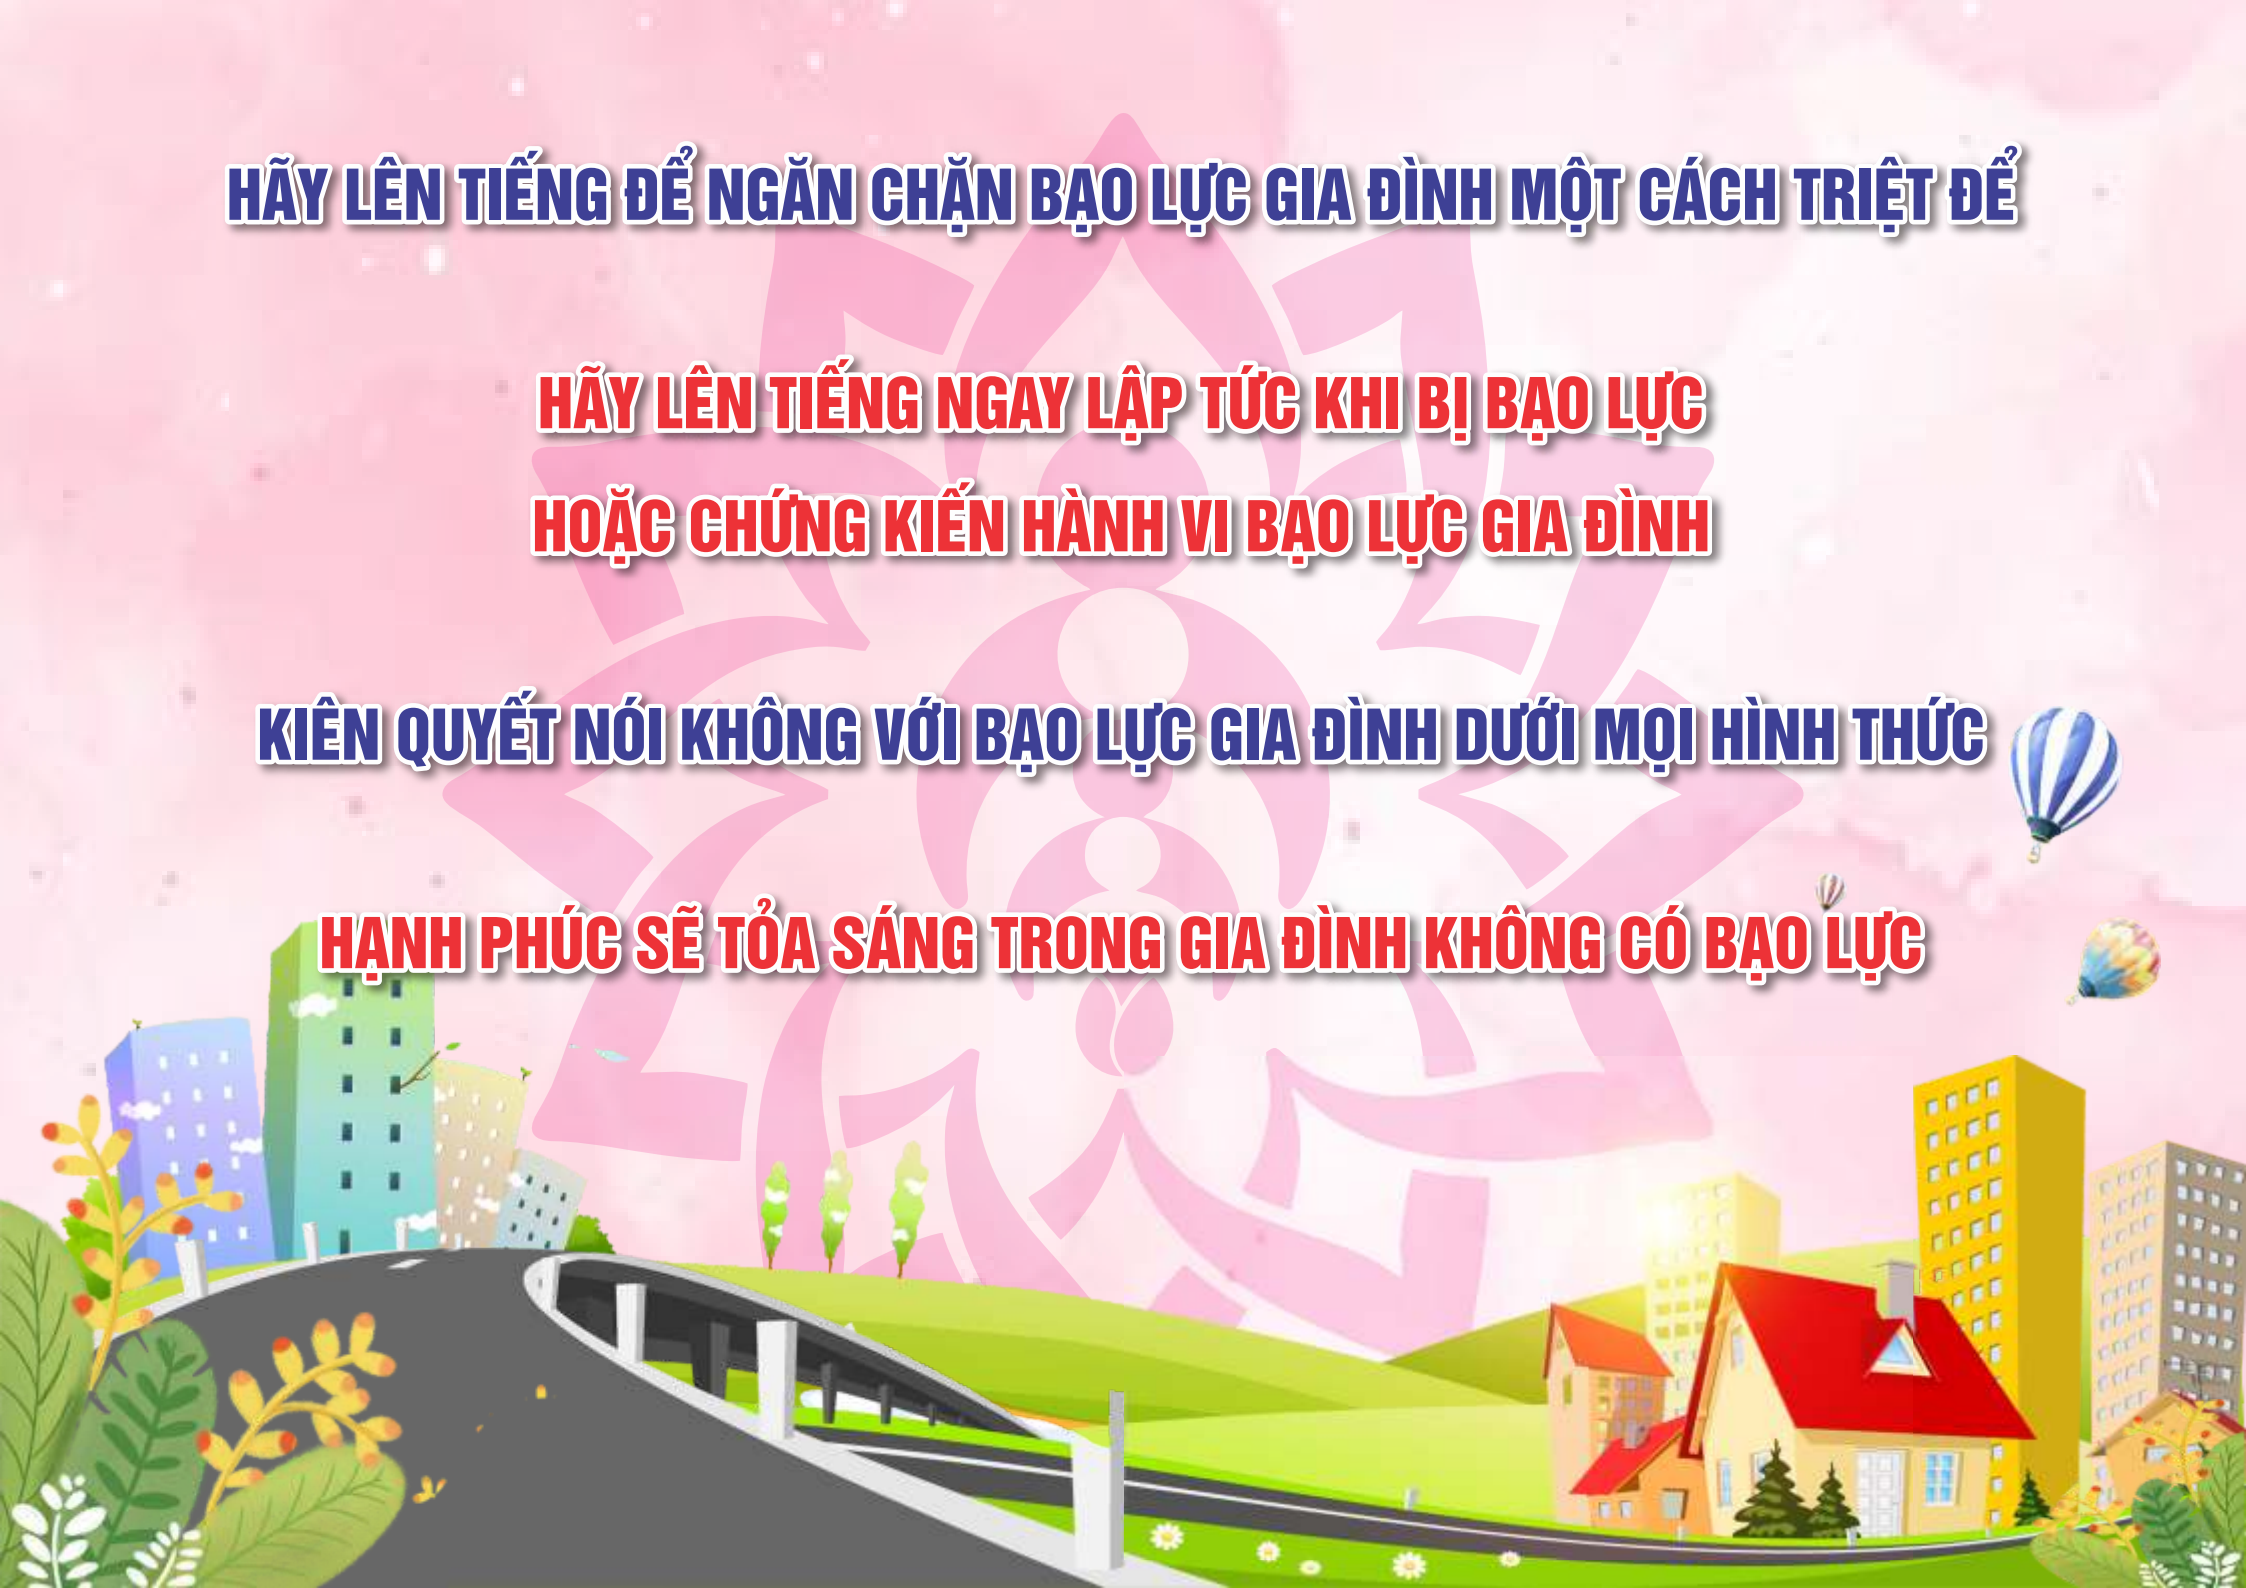 HÃY LÊN TIẾNG ĐỂ NGĂN CHẶN BẠO LỰC GIA ĐÌNH MỘT CÁCH TRIỆT ĐỂ
HÃY LÊN TIẾNG NGAY LẬP TỨC KHI BỊ BẠO LỰC
HOẶC CHỨNG KIẾN HÀNH VI BẠO LỰC GIA ĐÌNH
KIÊN QUYẾT NÓI KHÔNG VỚI BẠO LỰC GIA ĐÌNH DƯỚI MỌI HÌNH THỨC
HẠNH PHÚC SẼ TỎA SÁNG TRONG GIA ĐÌNH KHÔNG CÓ BẠO LỰC